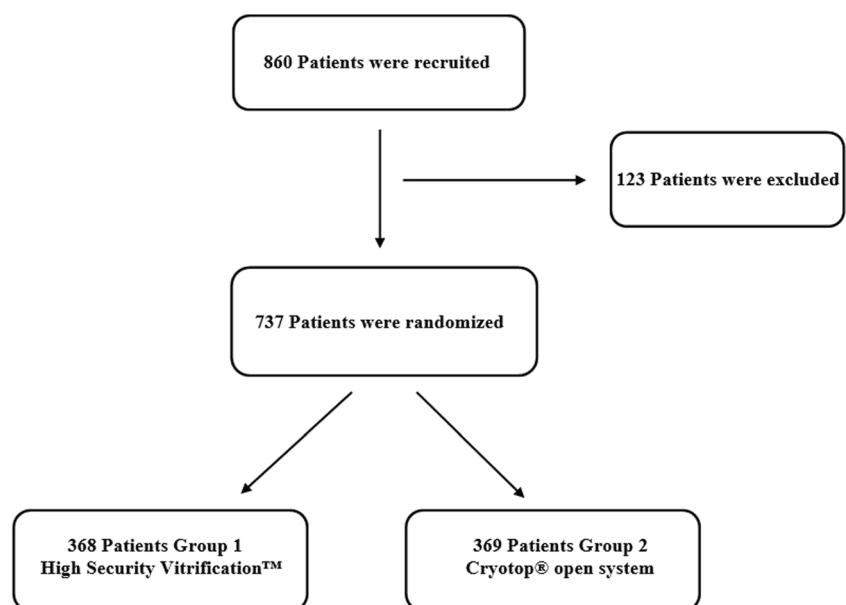 860 Patients were recruited
123 Patients were excluded
737 Patients were randomized
368 Patients Group 1
High Security Vitrification™
369 Patients Group 2
Cryotop® open system